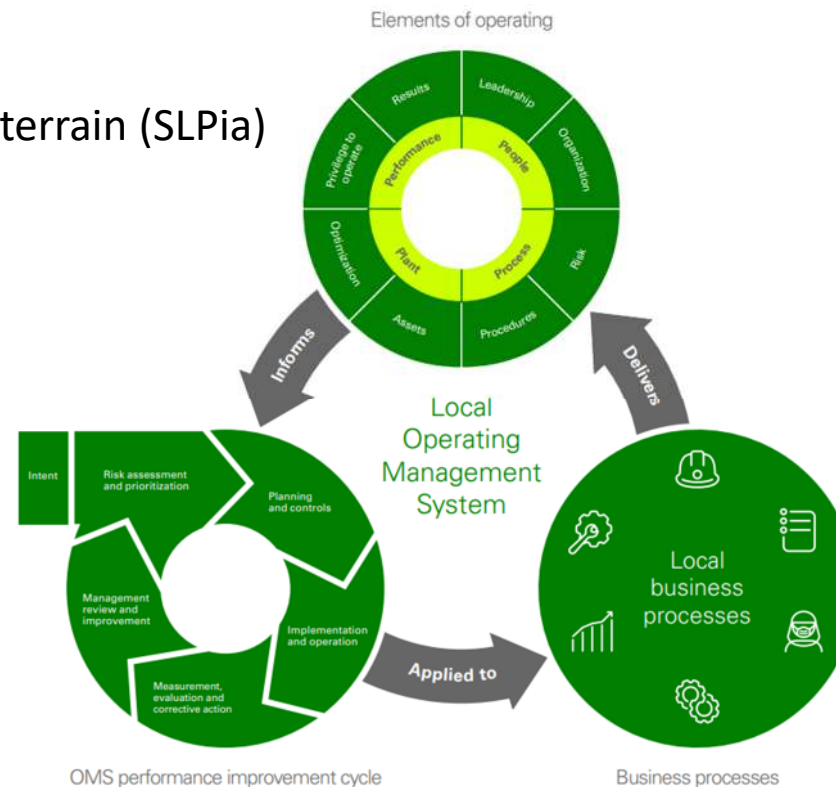 Elements of operating
terrain (SLPia)
Results
Leadership
Privilege to
operate
Performance
People
Organization
Optimization
Plant
Process
Risk
Assets
Procedures
Informs
Delivers
Local
Operating
Management
System
Intent
Risk assessment
and prioritization
Planning
and controls
Management
review and
improvement
Implementation
and operation
Measurement,
evaluation and
corrective action
Applied to
Local
business
processes
OMS performance improvement cycle
Business processes